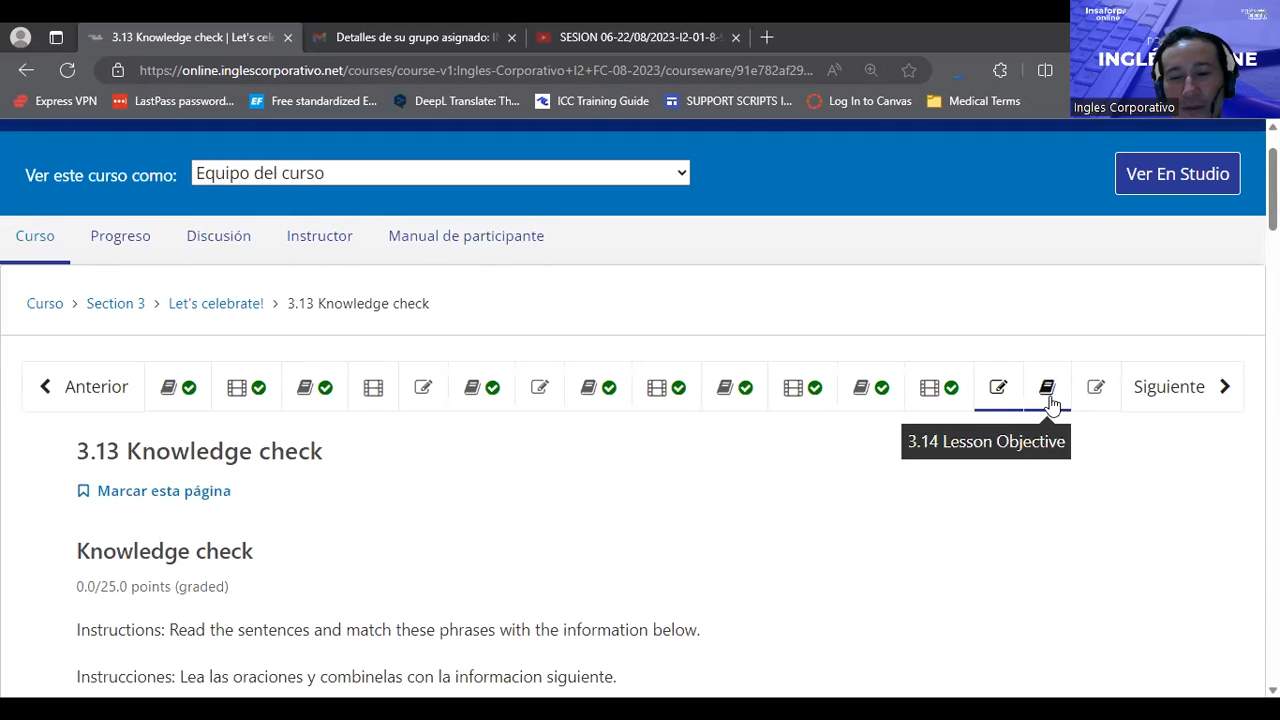 3.13 Knowledge check | Let's cele
Detalles de su grupo asignado: I
SESION 06-22/08/2023-I2-01-8-
https://online.inglescorporativo.net/courses/course-v1:Ingles-Corporativo+I2+FC-08-2023/courseware/91e782af29...
Express VPN
LastPass password...
Free standardized E...
DeepL Translate: Th...
ICC Training Guide
SUPPORT SCRIPTS I...
Log In to Canvas
Medical Terms
Insaforp
online
Ingles Corporativo
Ver este curso como:
Equipo del curso
Ver En Studio
Curso
Progreso
Discusión
Instructor
Manual de participante
Curso > Section 3 > Let's celebrate! > 3.13 Knowledge check
Anterior
Siguiente
3.14 Lesson Objective
3.13 Knowledge check
Marcar esta página
Knowledge check
0.0/25.0 points (graded)
Instructions: Read the sentences and match these phrases with the information below.
Instrucciones: Lea las oraciones y combinelas con la informacion siguiente.